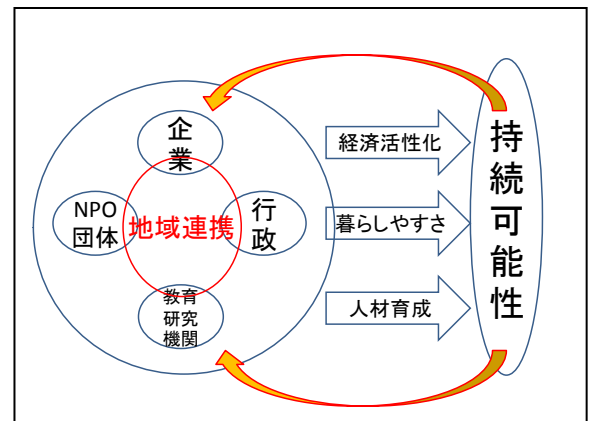 企
業
NPO
団体
地域連携
行
政
教育
研究
機関
経済活性化
暮らしやすさ
人材育成
持
続
可
能
性